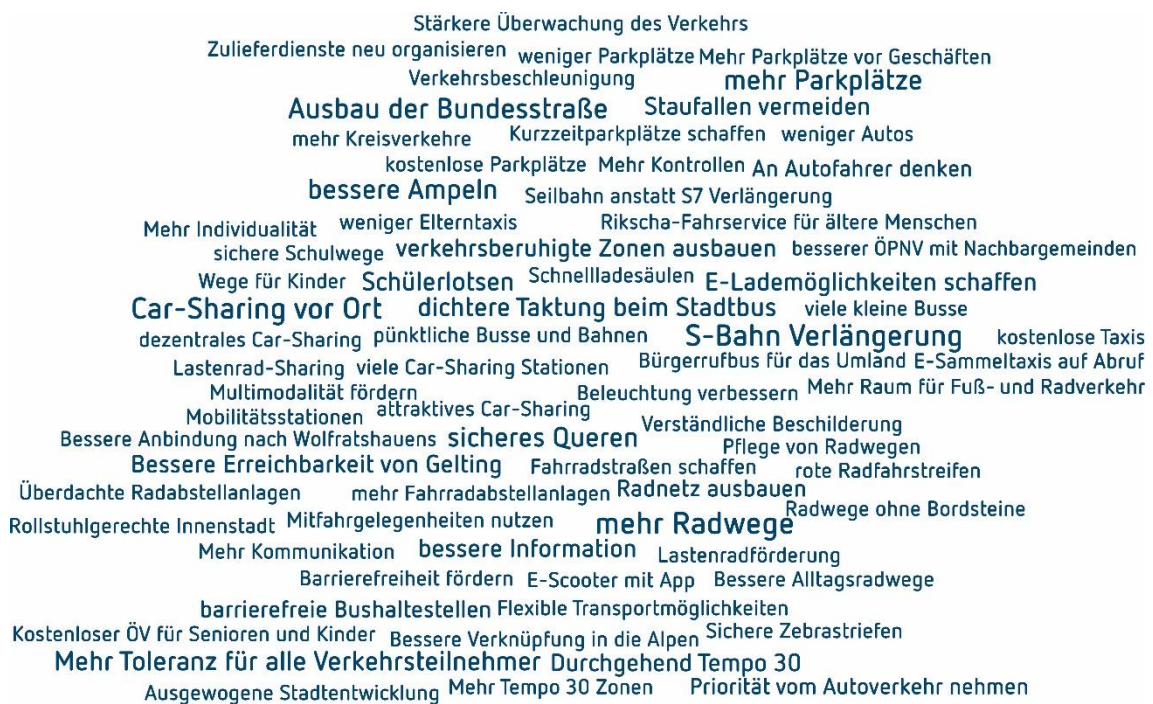 Stärkere Überwachung des Verkehrs
Zulieferdienste neu organisieren weniger Parkplätze Mehr Parkplätze vor Geschäften
Verkehrsbeschleunigung mehr Parkplätze
Ausbau der Bundesstraße Staufallen vermeiden
mehr Kreisverkehre Kurzzeitparkplätze schaffen weniger Autos
kostenlose Parkplätze Mehr Kontrollen An Autofahrer denken
bessere Ampeln Seilbahn anstatt S7 Verlängerung
Mehr Individualität weniger Elterntaxis Rikscha-Fahrservice für ältere Menschen
sichere Schulwege verkehrsberuhigte Zonen ausbauen besserer ÖPNV mit Nachbargemeinden
Wege für Kinder Schülerlotsen Schnellladesäulen E-Lademöglichkeiten schaffen
Car-Sharing vor Ort dichtere Taktung beim Stadtbus viele kleine Busse
dezentrales Car-Sharing pünktliche Busse und Bahnen S-Bahn Verlängerung kostenlose Taxis
Lastenrad-Sharing viele Car-Sharing Stationen Bürgerrufbus für das Umland E-Sammeltaxis auf Abruf
Multimodalität fördern Beleuchtung verbessern Mehr Raum für Fuß- und Radverkehr
Mobilitätsstationen attraktives Car-Sharing Verständliche Beschilderung
Bessere Anbindung nach Wolfratshauens sicheres Queren Pflege von Radwegen
Bessere Erreichbarkeit von Gelting Fahrradstraßen schaffen rote Radfahrstreifen
Überdachte Radabstellanlagen mehr Fahrradabstellanlagen Radnetz ausbauen
Radwege ohne Bordsteine
Rollstuhlgerechte Innenstadt Mitfahrgelegenheiten nutzen mehr Radwege
Mehr Kommunikation bessere Information Lastenradförderung
Barrierefreiheit fördern E-Scooter mit App Bessere Alltagsradwege
barrierefreie Bushaltestellen Flexible Transportmöglichkeiten
Kostenloser ÖV für Senioren und Kinder Bessere Verknüpfung in die Alpen Sichere Zebrastriefen
Mehr Toleranz für alle Verkehrsteilnehmer Durchgehend Tempo 30
Ausgewogene Stadtentwicklung Mehr Tempo 30 Zonen Priorität vom Autoverkehr nehmen